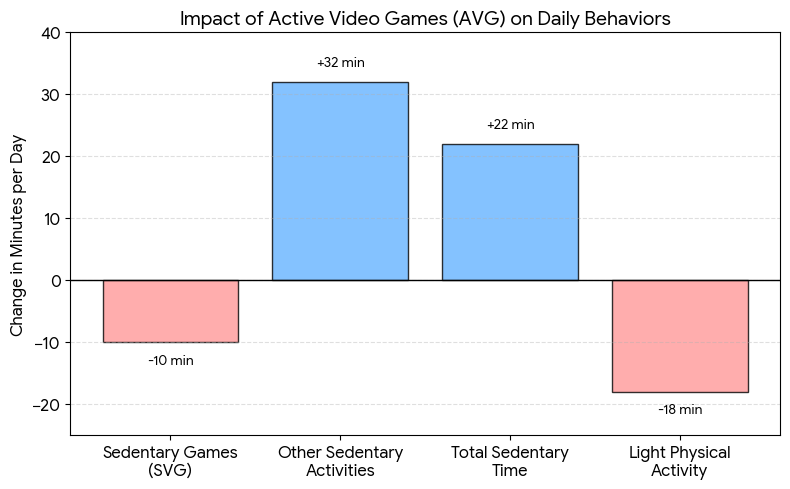 Impact of Active Video Games (AVG) on Daily Behaviors
Change in Minutes per Day
40
30
20
10
0
−10
−20
+32 min
+22 min
-10 min
-18 min
Sedentary Games
(SVG)
Other Sedentary
Activities
Total Sedentary
Time
Light Physical
Activity